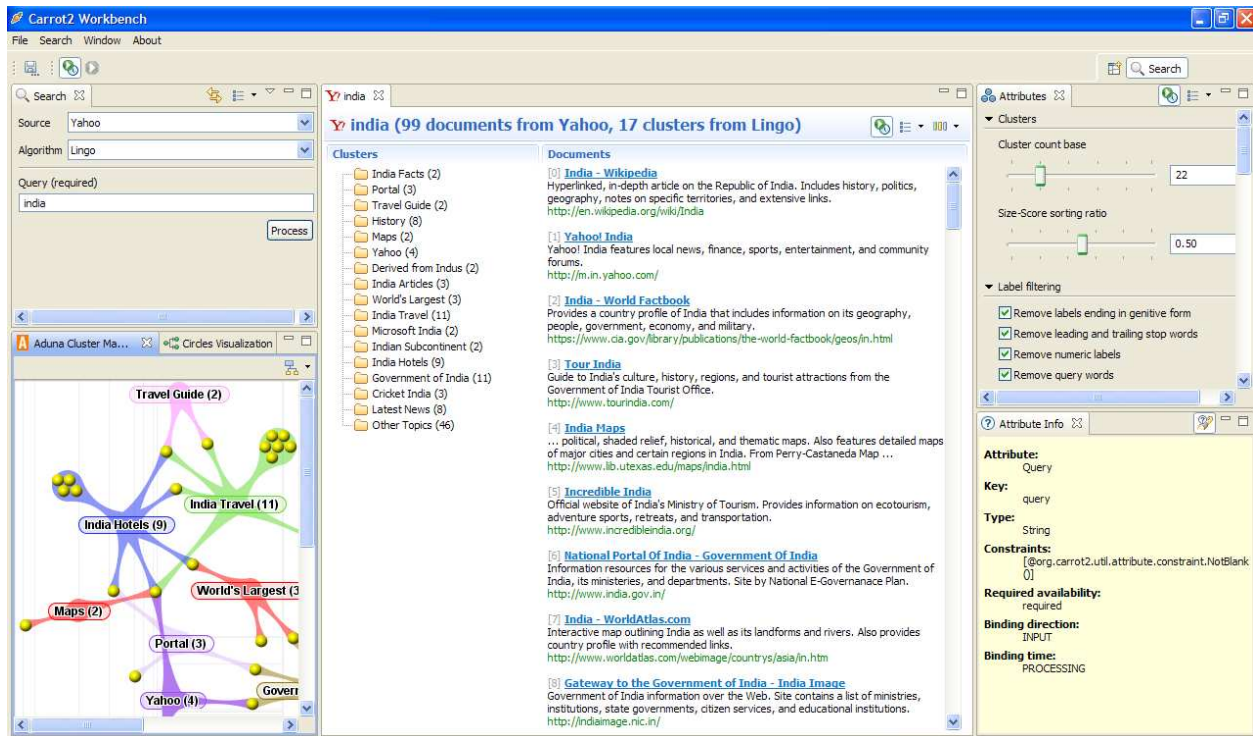 Carrot2 Workbench
File Search Window About
Search
Search
Source Yahoo
Algorithm Lingo
Query (required)
india
Process
Aduna Cluster Ma... Circles Visualization
Travel Guide (2)
India Travel (11)
India Hotels (9)
World's Largest (3
Maps (2)
Portal (3)
Govern
Yahoo (4)
india
india (99 documents from Yahoo, 17 clusters from Lingo)
Clusters
India Facts (2)
Portal (3)
Travel Guide (2)
History (8)
Maps (2)
Yahoo (4)
Derived from Indus (2)
India Articles (3)
World's Largest (3)
India Travel (11)
Microsoft India (2)
Indian Subcontinent (2)
India Hotels (9)
Government of India (11)
Cricket India (3)
Latest News (8)
Other Topics (46)
Documents
[0] India - Wikipedia
Hyperlinked, in-depth article on the Republic of India. Includes history, politics,
geography, notes on specific territories, and extensive links.
http://en.wikipedia.org/wiki/India
[1] Yahoo! India
Yahoo! India features local news, finance, sports, entertainment, and community
forums.
http://m.in.yahoo.com/
[2] India - World Factbook
Provides a country profile of India that includes information on its geography,
people, government, economy, and military.
https://www.cia.gov/library/publications/the-world-factbook/geos/in.html
[3] Tour India
Guide to India's culture, history, regions, and tourist attractions from the
Government of India Tourist Office.
http://www.tourindia.com/
[4] India Maps
... political, shaded relief, historical, and thematic maps. Also features detailed maps
of major cities and certain regions in India. From Perry-Castaneda Map ...
http://www.lib.utexas.edu/maps/india.html
[5] Incredible India
Official website of India's Ministry of Tourism. Provides information on ecotourism,
adventure sports, retreats, and transportation.
http://www.incredibleindia.org/
[6] National Portal Of India - Government Of India
Information resources for the various services and activities of the Government of
India, its ministeries, and departments. Site by National E-Governanace Plan.
http://www.india.gov.in/
[7] India - WorldAtlas.com
Interactive map outlining India as well as its landforms and rivers. Also provides
country profile with recommended links.
http://www.worldatlas.com/webimage/countrys/asia/in.htm
[8] Gateway to the Government of India - India Image
Government of India information over the Web. Site contains a list of ministries,
institutions, state governments, citizen services, and educational institutions.
http://indiaimage.nic.in/
Attributes
Clusters
Cluster count base
22
Size-Score sorting ratio
0.50
Label filtering
Remove labels ending in genitive form
Remove leading and trailing stop words
Remove numeric labels
Remove query words
Attribute Info
Attribute:
Query
Key:
query
Type:
String
Constraints:
[@org.carrot2.util.attribute.constraint.NotBlank
()]
Required availability:
required
Binding direction:
INPUT
Binding time:
PROCESSING